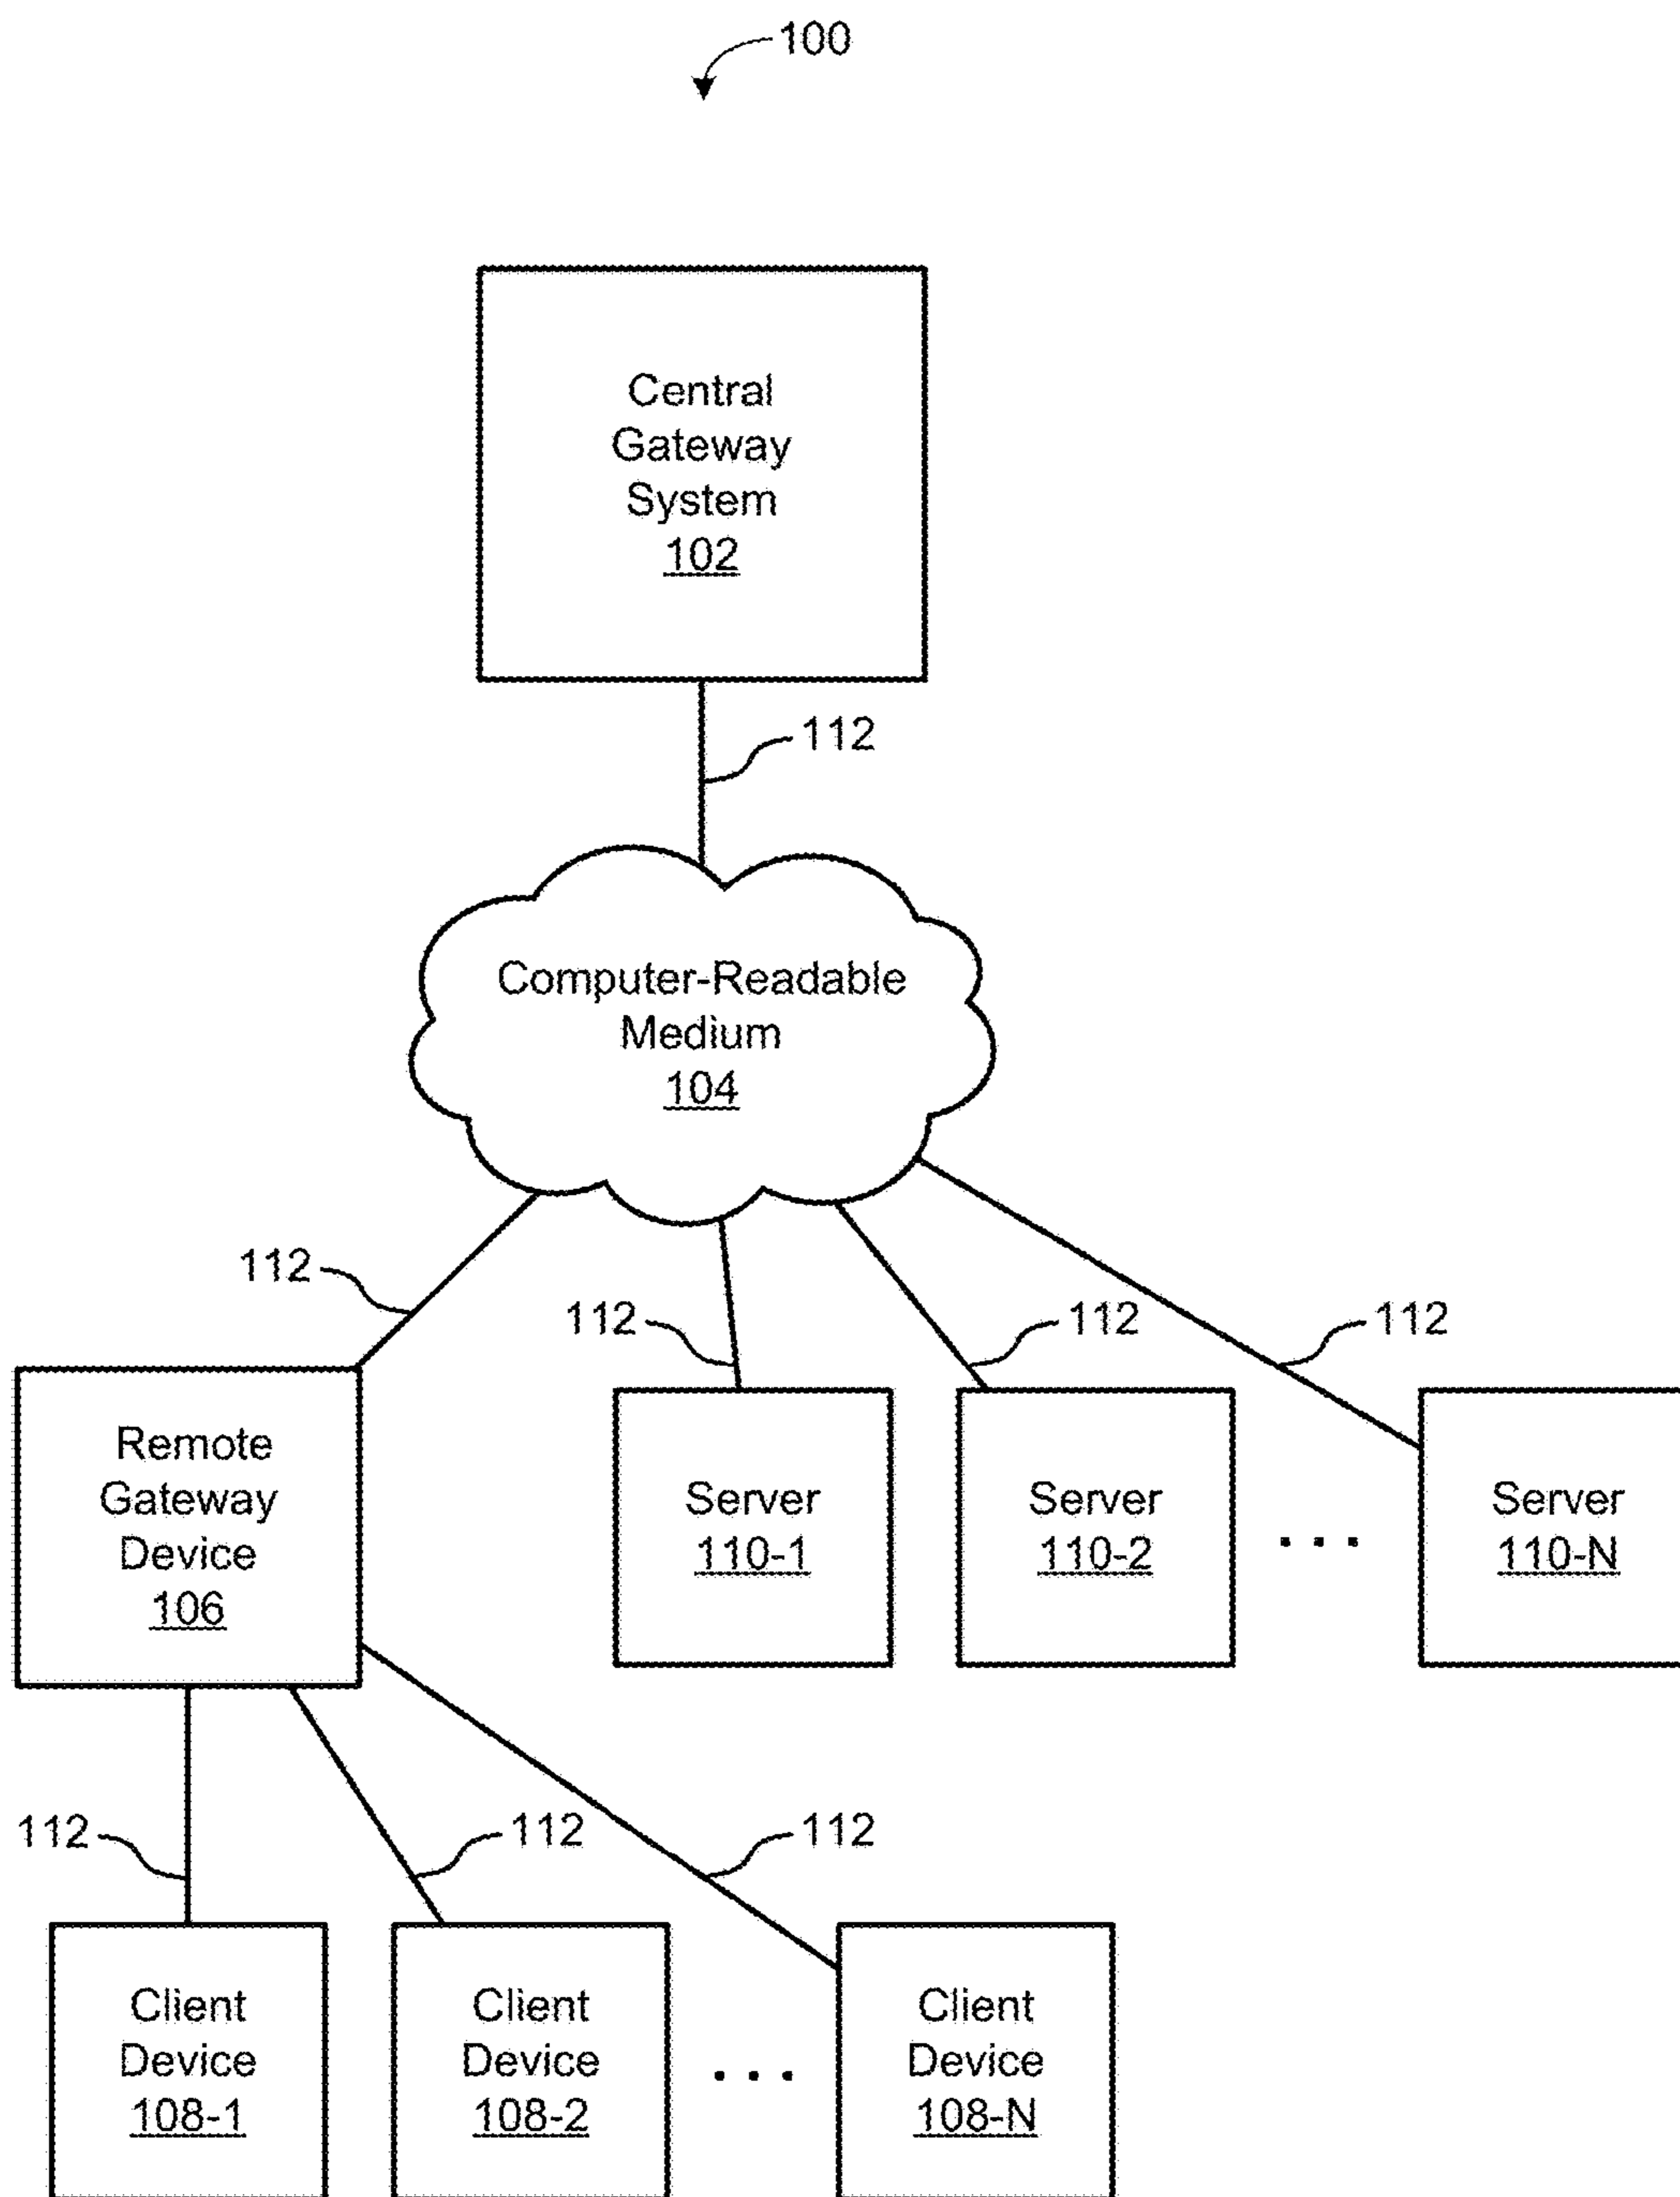 100
Central
Gateway
System
102
112
Computer-Readable
Medium
104
112
112
112
112
Remote
Gateway
Device
106
Server
110-1
Server
110-2
. . .
Server
110-N
112
112
112
Client
Device
108-1
Client
Device
108-2
. . .
Client
Device
108-N